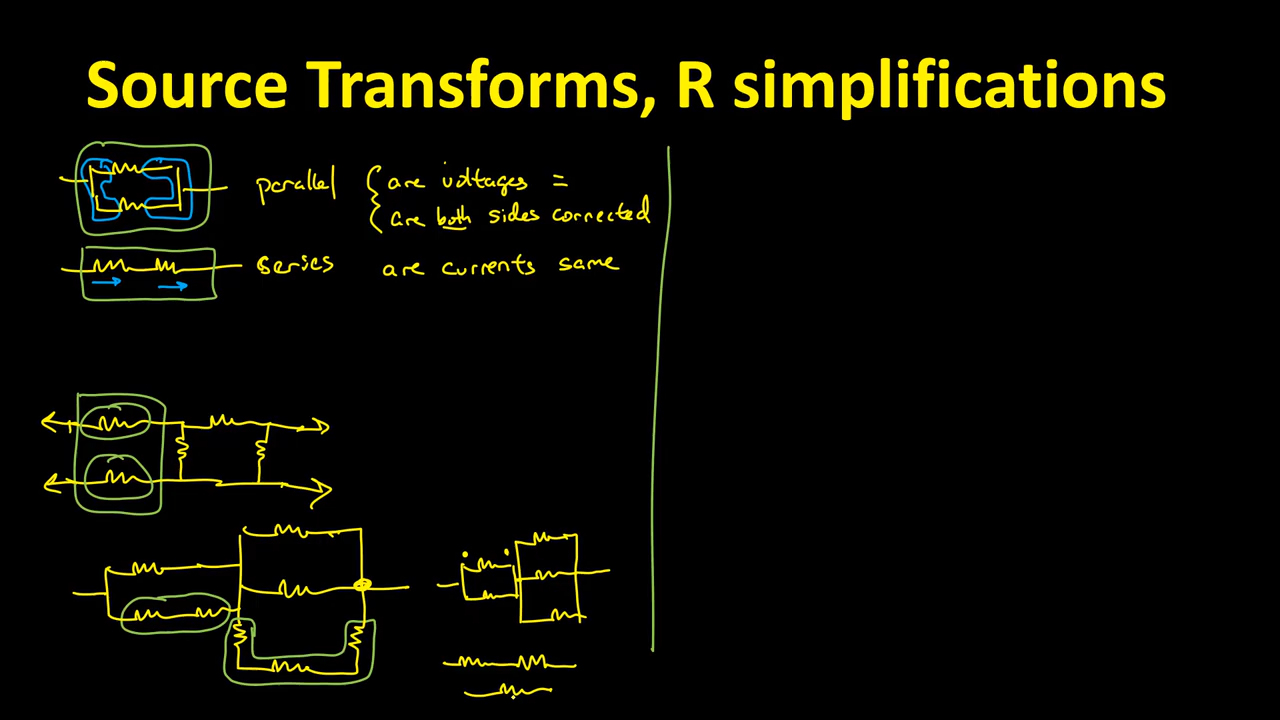 Source Transforms, R simplifications
parallel { are voltages =
are both sides connected
series are currents same